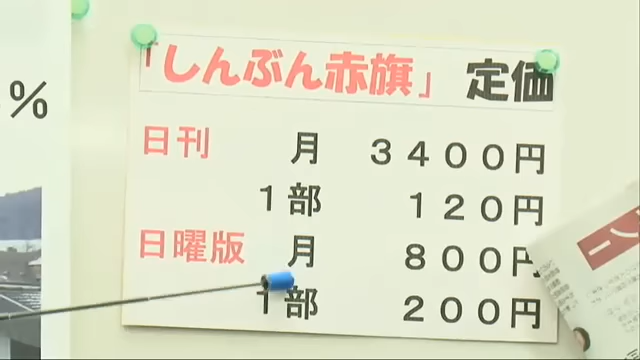 %
「しんぶん赤旗」 定価
日刊 月 3400円
1部 120円
日曜版 月 800円
1部 200円